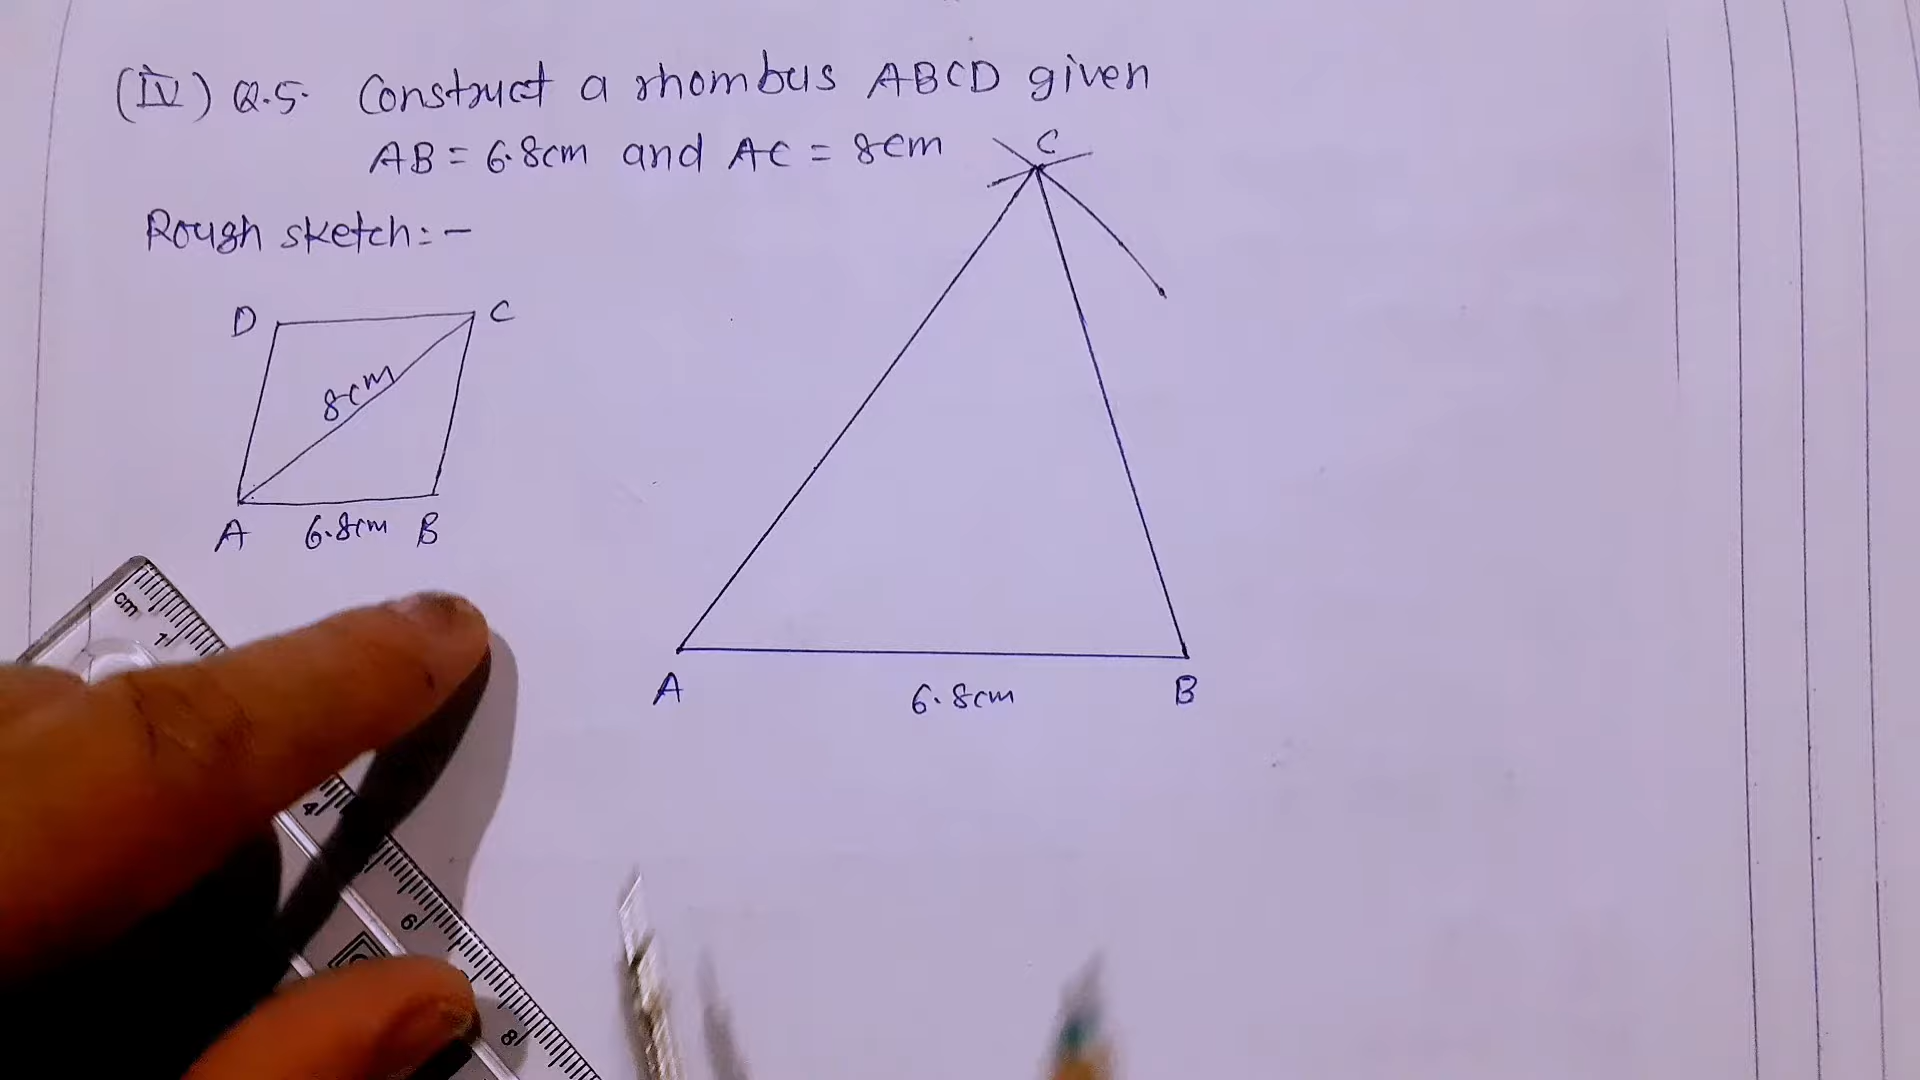 (IV) Q.5. Construct a rhombus ABCD given
AB = 6.8cm and AC = 8cm
Rough sketch:-
D C
8cm
A 6.8cm B
C
A 6.8cm B
cm 1 4 6 8